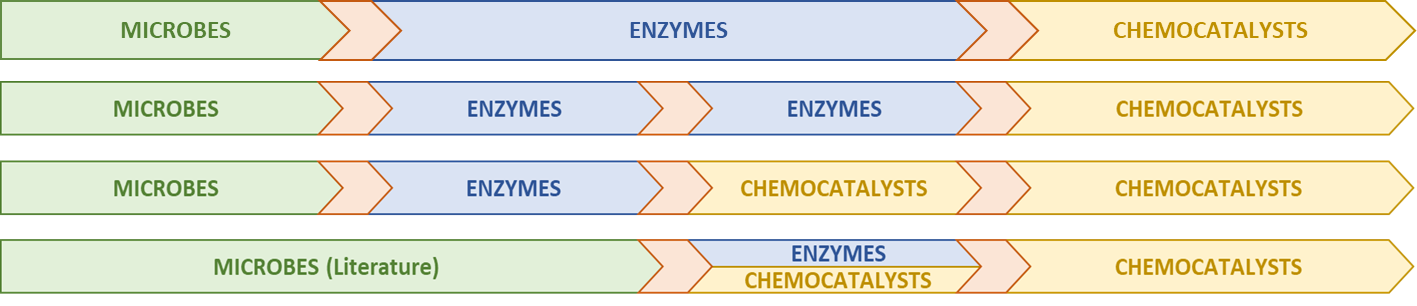 MICROBES ENZYMES CHEMOCATALYSTS
MICROBES ENZYMES ENZYMES CHEMOCATALYSTS
MICROBES ENZYMES CHEMOCATALYSTS CHEMOCATALYSTS
MICROBES (Literature) ENZYMES CHEMOCATALYSTS
CHEMOCATALYSTS